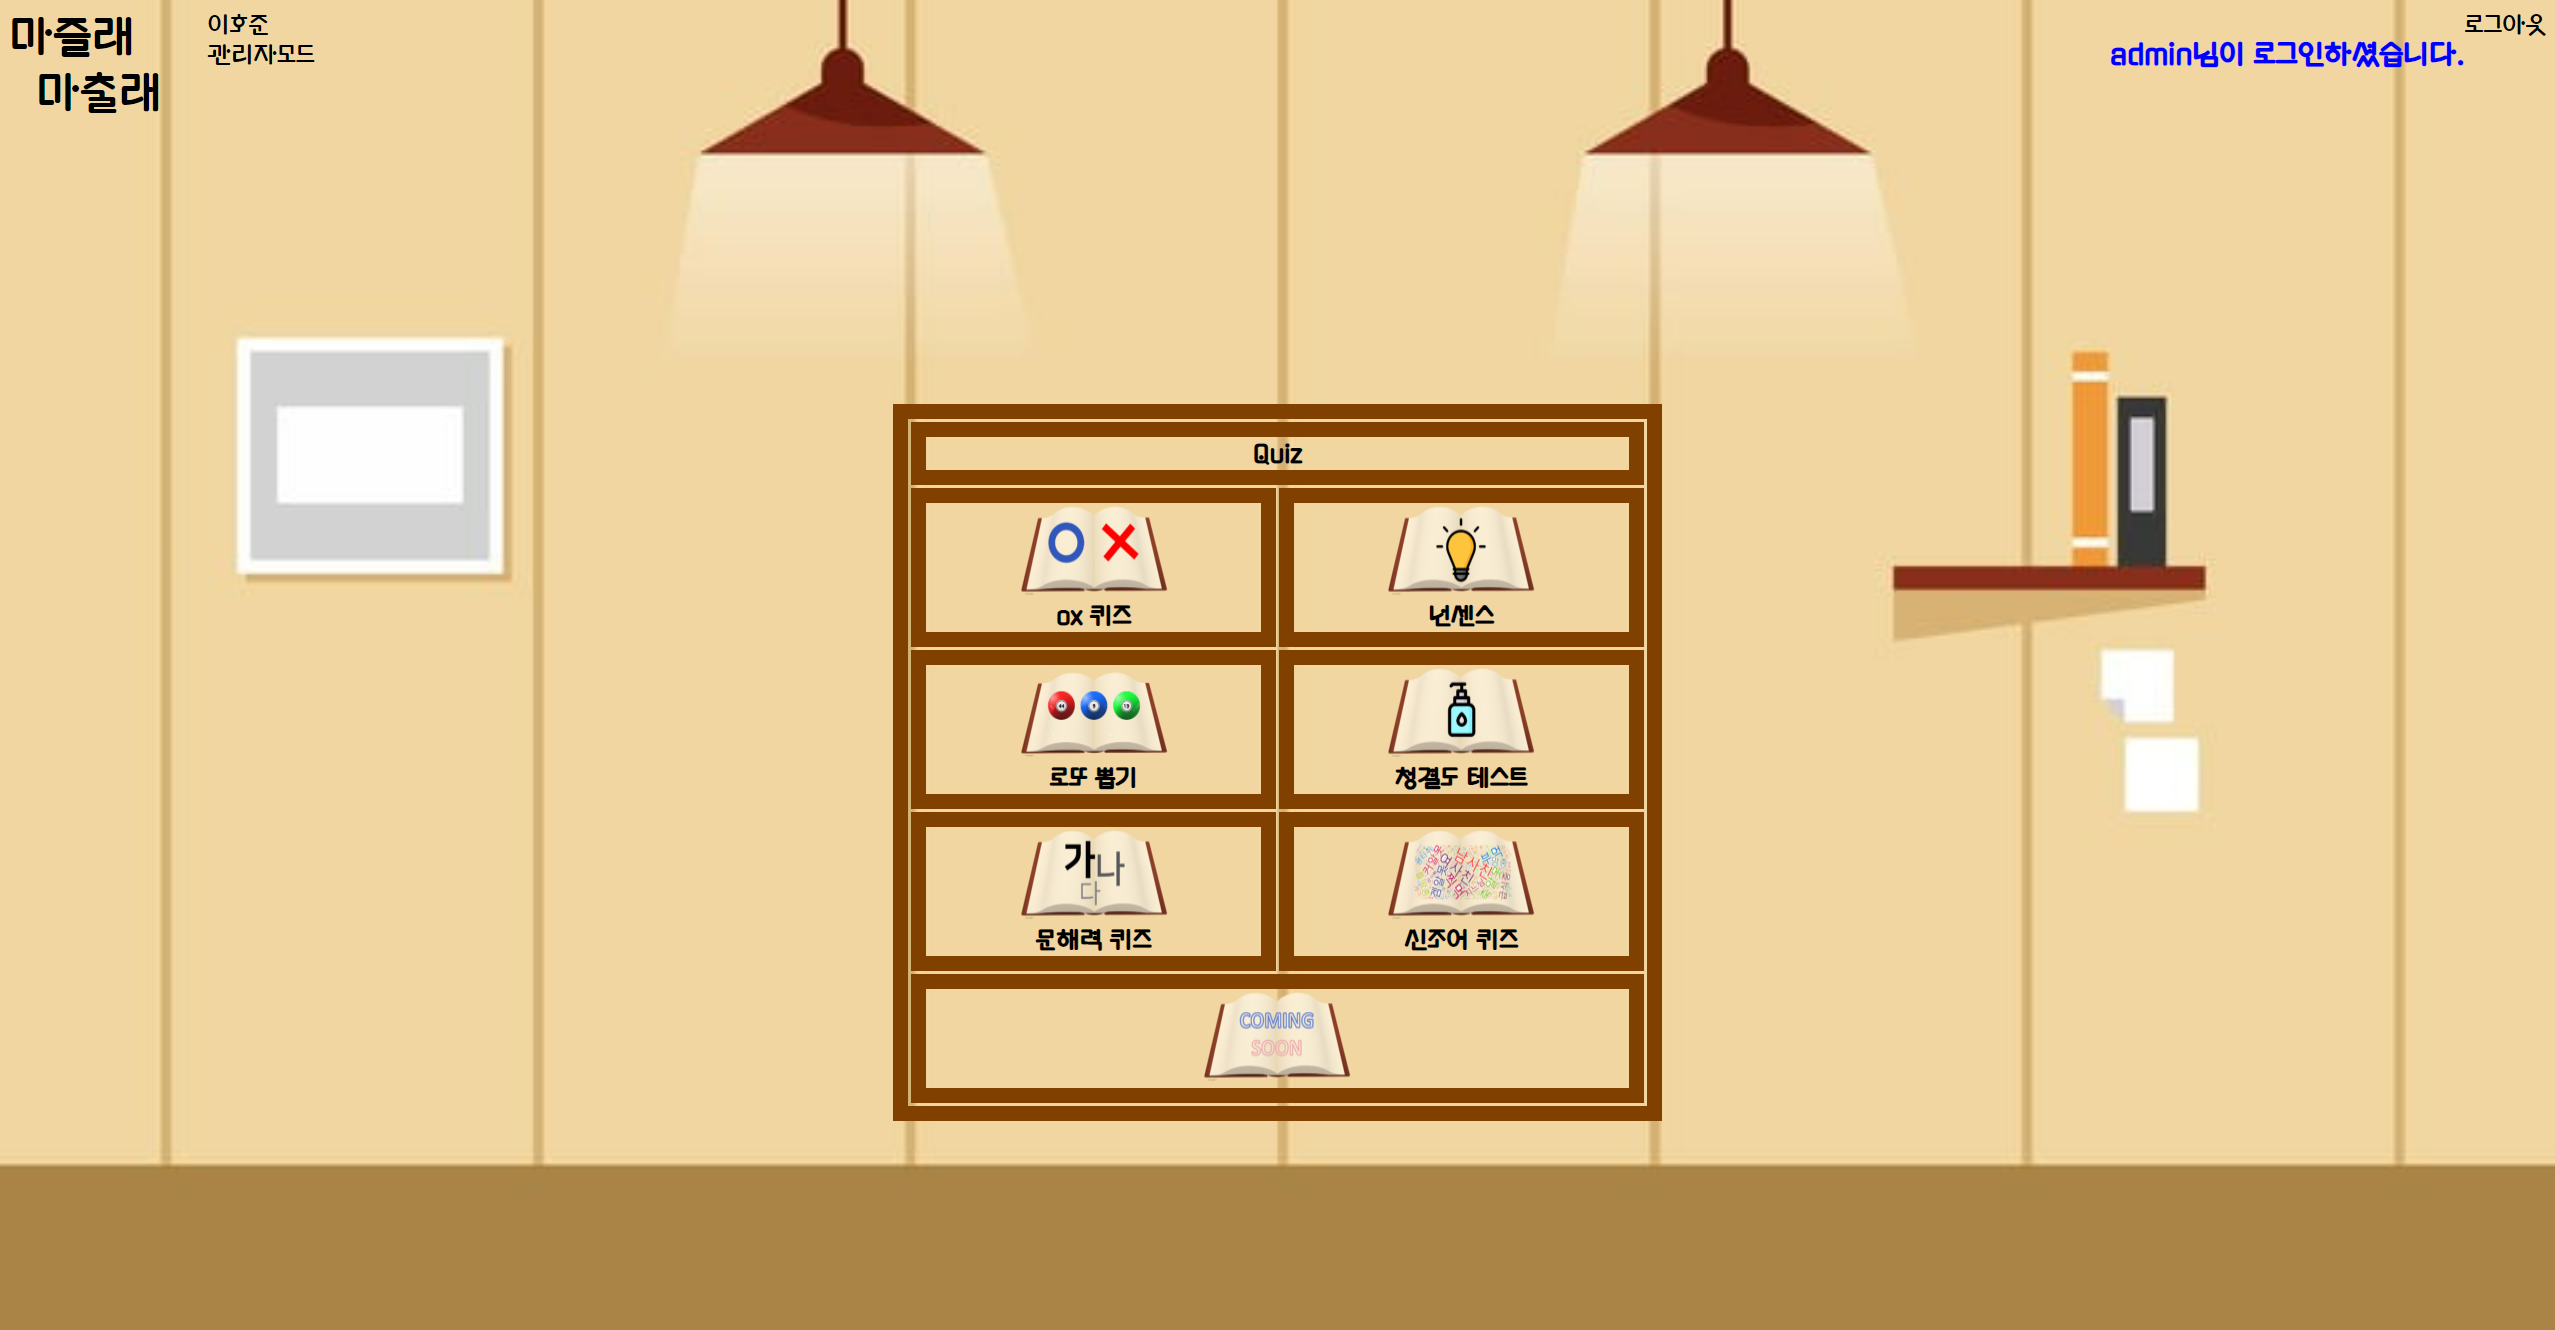 마즐래
마출래
이호준
관리자모드
로그아웃
admin님이 로그인하셨습니다.
Quiz
OX
ox 퀴즈
넌센스
로또 뽑기
청결도 테스트
가나
다
문해력 퀴즈
신조어 퀴즈
COMING
SOON